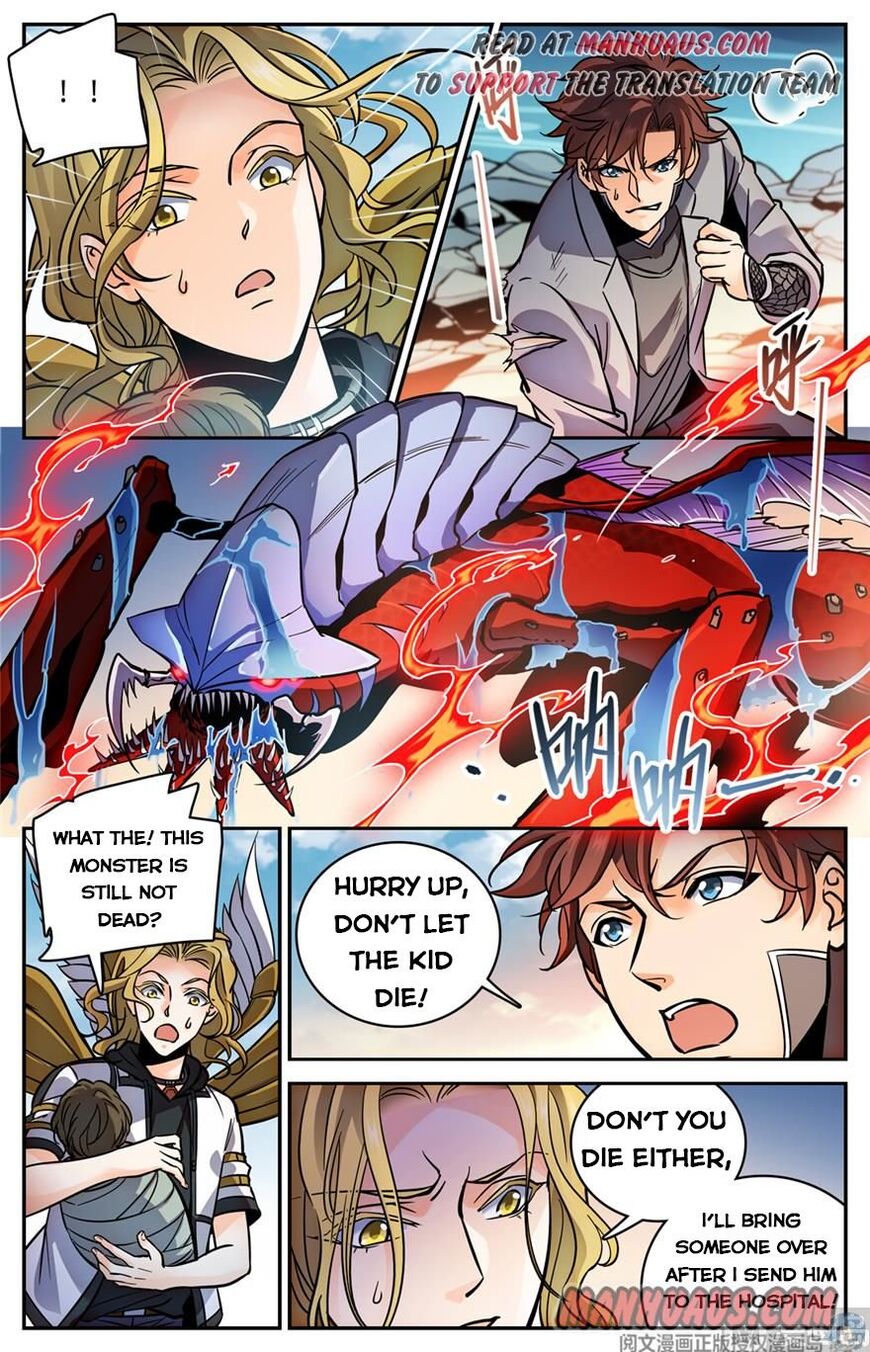 ! !
READ AT MANHUAUS.COM
TO SUPPORT THE TRANSLATION TEAM
呼
呼
呐
呐
WHAT THE! THIS
MONSTER IS
STILL NOT
DEAD?
HURRY UP,
DON'T LET
THE KID
DIE!
DON'T YOU
DIE EITHER,
I'LL BRING
SOMEONE OVER
AFTER I SEND HIM
TO THE HOSPITAL!
MANHUAUS.COM
阅文漫画正版授权漫画岛